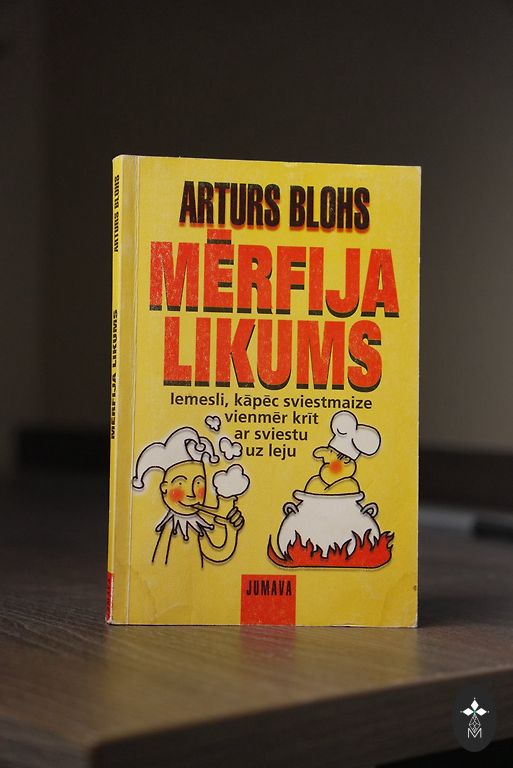 ARTURS BLOHS
MĒRFIJA
LIKUMS
Iemesli, kāpēc sviestmaize
vienmēr krīt
ar sviestu
uz leju
JUMAVA
ARTURS BLOHS
MĒRFIJA LIKUMS
M